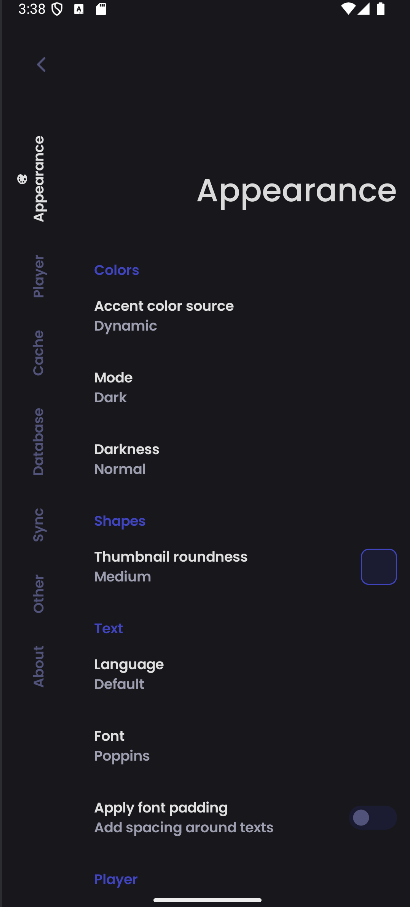 3:38
Appearance
Player
Cache
Database
Sync
Other
About
Appearance
Colors
Accent color source
Dynamic
Mode
Dark
Darkness
Normal
Shapes
Thumbnail roundness
Medium
Text
Language
Default
Font
Poppins
Apply font padding
Add spacing around texts
Player